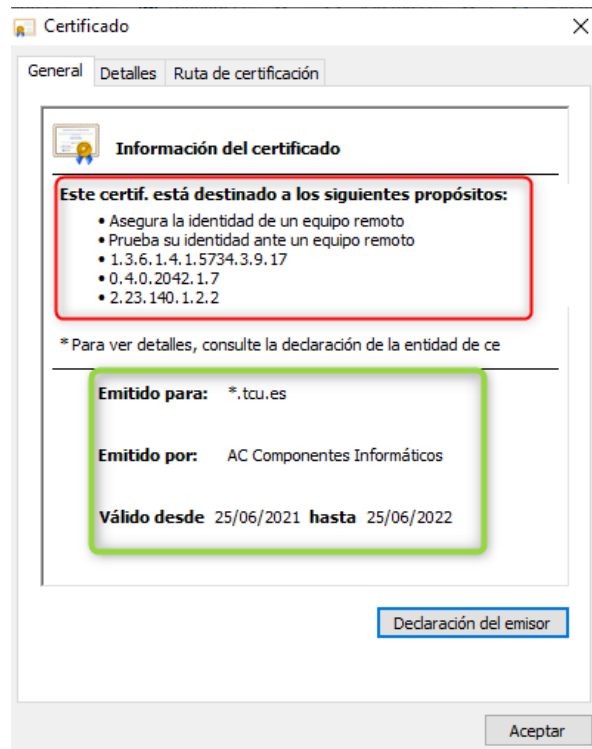 Certificado
General Detalles Ruta de certificación
Información del certificado
Este certif. está destinado a los siguientes propósitos:
• Asegura la identidad de un equipo remoto
• Prueba su identidad ante un equipo remoto
• 1.3.6.1.4.1.5734.3.9.17
• 0.4.0.2042.1.7
• 2.23.140.1.2.2
* Para ver detalles, consulte la declaración de la entidad de ce
Emitido para: *.tcu.es
Emitido por: AC Componentes Informáticos
Válido desde 25/06/2021 hasta 25/06/2022
Declaración del emisor
Aceptar